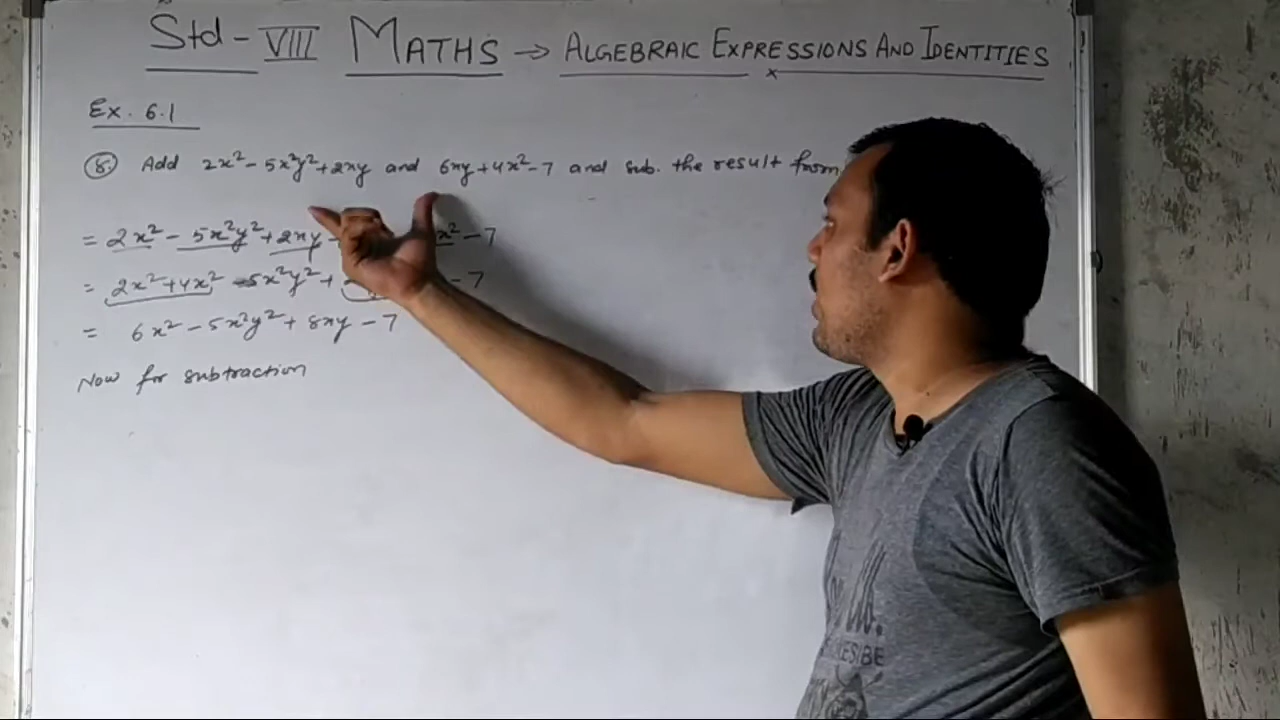 Std - VIII MATHS → ALGEBRAIC EXPRESSIONS AND IDENTITIES
Ex. 6.1
8. Add 2x² - 5x²y² + 2xy and 6xy + 4x² - 7 and sub. the result from
= 2x² - 5x²y² + 2xy x² - 7
= 2x² + 4x² - 5x²y² + - 7
= 6x² - 5x²y² + 8xy - 7
Now for subtraction